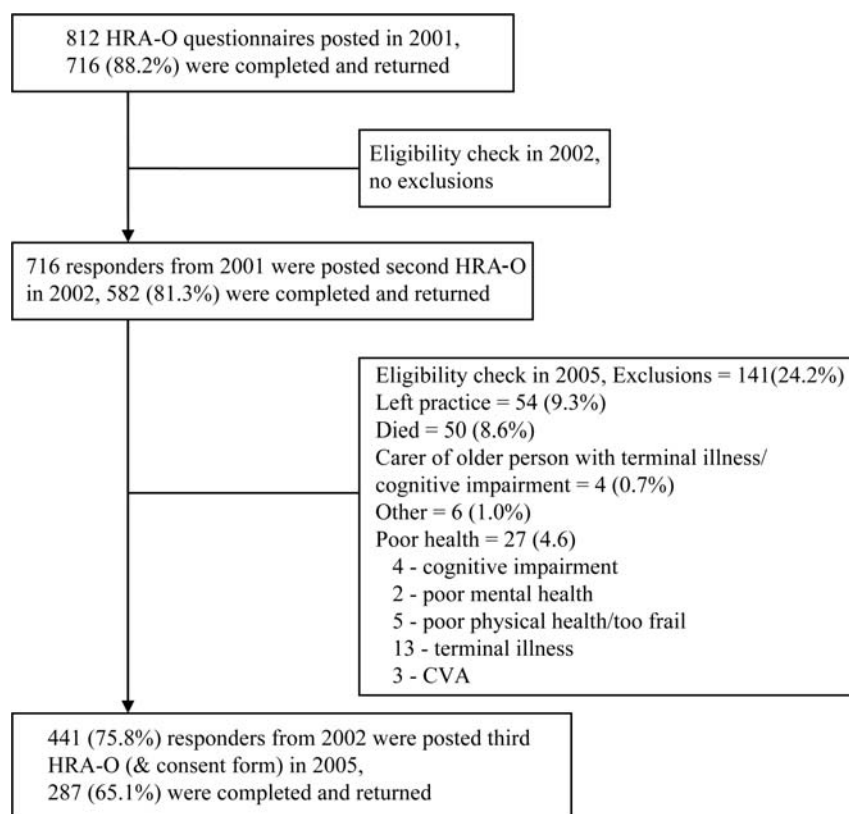 812 HRA-O questionnaires posted in 2001,
716 (88.2%) were completed and returned
Eligibility check in 2002,
no exclusions
716 responders from 2001 were posted second HRA-O
in 2002, 582 (81.3%) were completed and returned
Eligibility check in 2005, Exclusions = 141(24.2%)
Left practice = 54 (9.3%)
Died = 50 (8.6%)
Carer of older person with terminal illness/
cognitive impairment = 4 (0.7%)
Other = 6 (1.0%)
Poor health = 27 (4.6)
4 - cognitive impairment
2 - poor mental health
5 - poor physical health/too frail
13 - terminal illness
3 - CVA
441 (75.8%) responders from 2002 were posted third
HRA-O (& consent form) in 2005,
287 (65.1%) were completed and returned